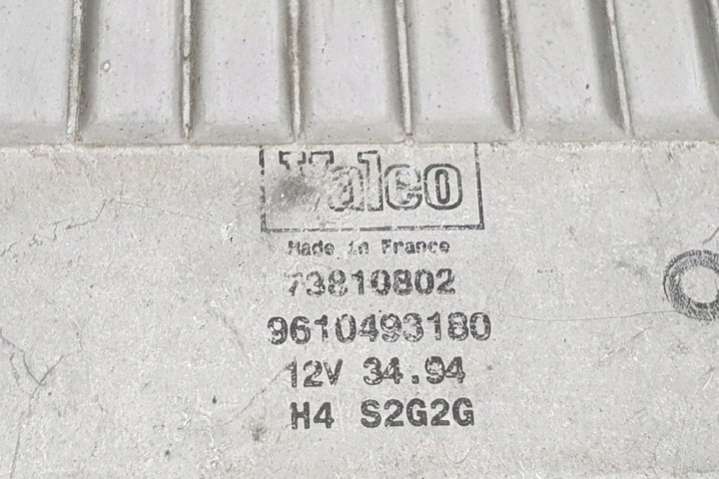 Valeo
Made in France
73810802
9610493180
12V 34.94
H4 S2G2G